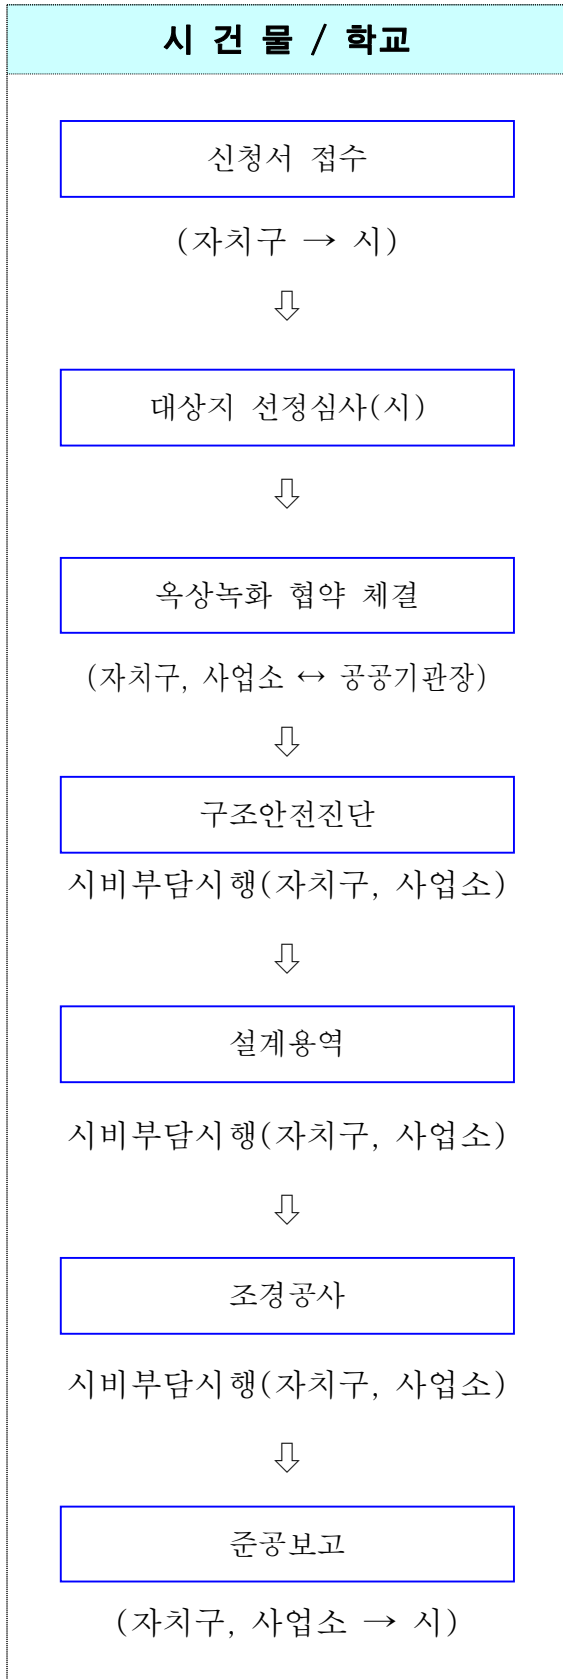 시 건 물 / 학교
신청서 접수
(자치구 → 시)
⇩
대상지 선정심사(시)
⇩
옥상녹화 협약 체결
(자치구, 사업소 ↔ 공공기관장)
⇩
구조안전진단
시비부담시행(자치구, 사업소)
⇩
설계용역
시비부담시행(자치구, 사업소)
⇩
조경공사
시비부담시행(자치구, 사업소)
⇩
준공보고
(자치구, 사업소 → 시)